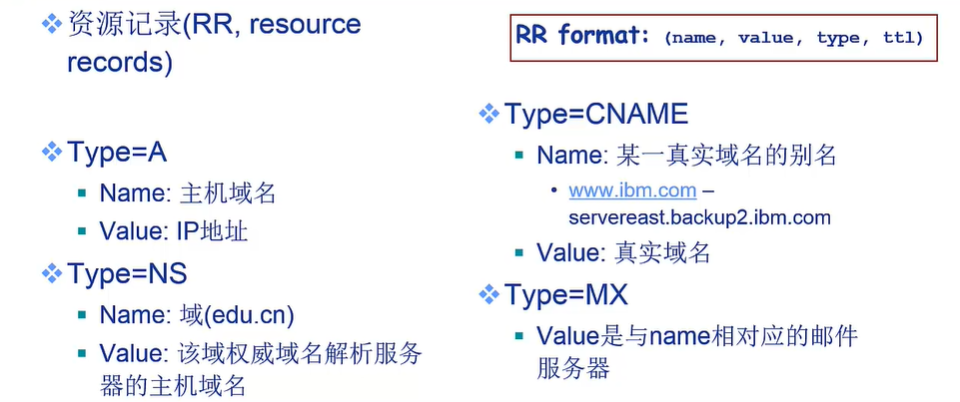 资源记录(RR, resource
records)
RR format: (name, value, type, ttl)
Type=A
Name: 主机域名
Value: IP地址
Type=NS
Name: 域(edu.cn)
Value: 该域权威域名解析服务
器的主机域名
Type=CNAME
Name: 某一真实域名的别名
www.ibm.com –
servereast.backup2.ibm.com
Value: 真实域名
Type=MX
Value是与name相对应的邮件
服务器